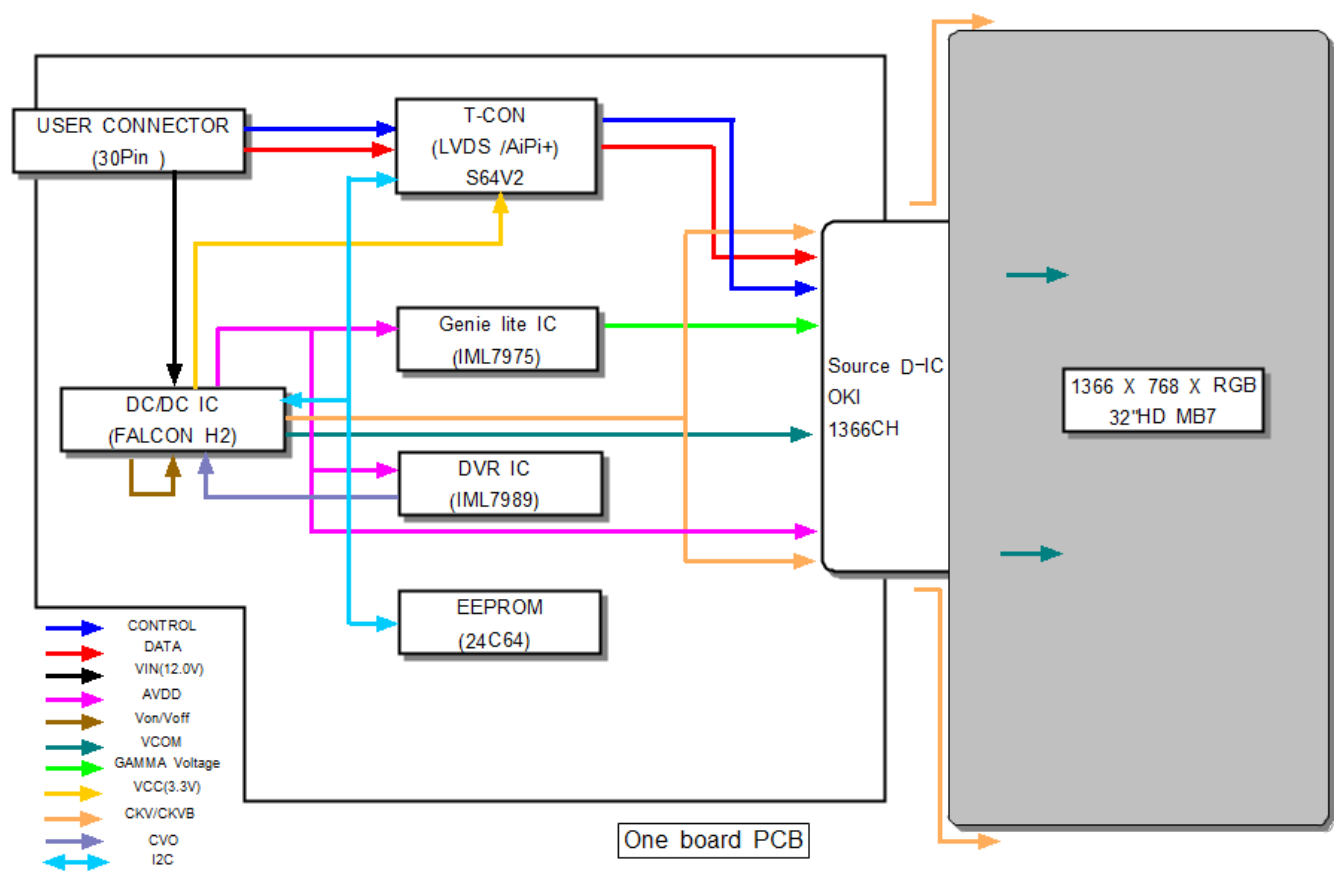 USER CONNECTOR
(30Pin )
T-CON
(LVDS /AiPi+)
S64V2
Genie lite IC
(IML7975)
DC/DC IC
(FALCON H2)
DVR IC
(IML7989)
EEPROM
(24C64)
Source D-IC
OKI
1366CH
1366 X 768 X RGB
32"HD MB7
CONTROL
DATA
VIN(12.0V)
AVDD
Von/Voff
VCOM
GAMMA Voltage
VCC(3.3V)
CKV/CKVB
CVO
I2C
One board PCB